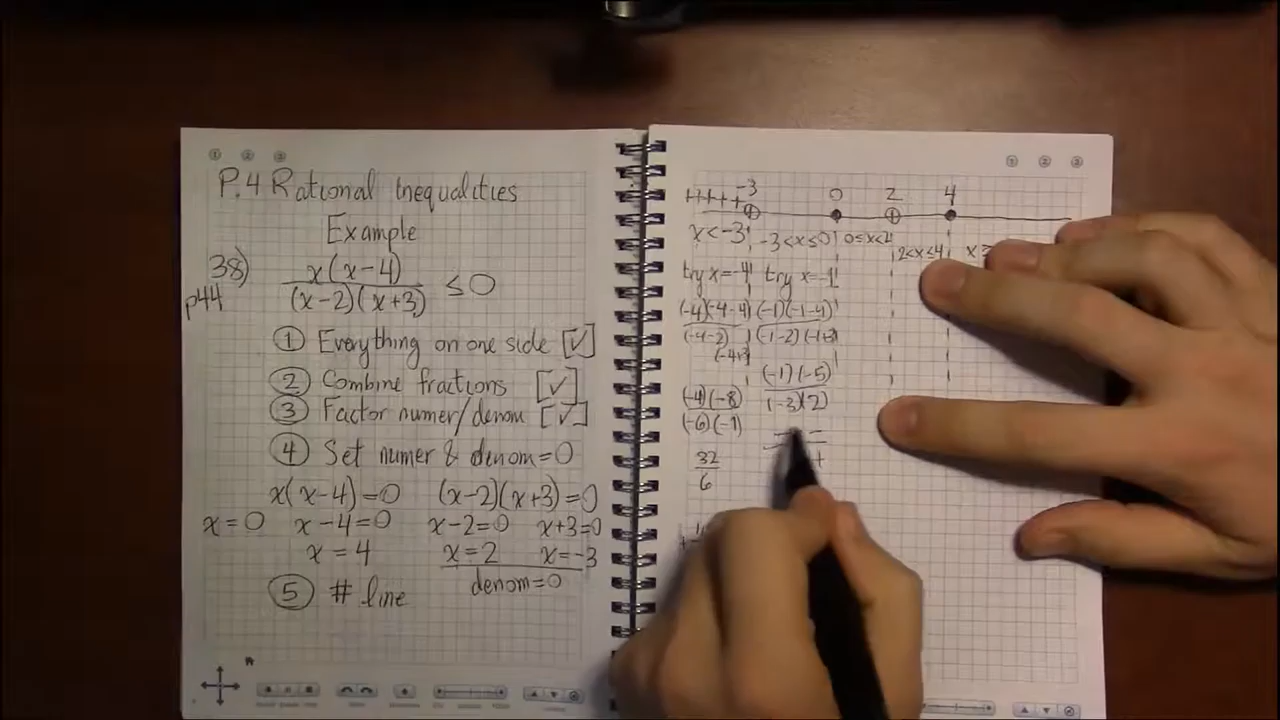 P.4 Rational Inequalities
Example
38)
p44
x(x-4)
(x-2)(x+3)
≤ 0
① Everything on one side [✓]
② Combine fractions [✓]
③ Factor numer/denom [✓]
④ Set numer & denom=0
x(x-4)=0 (x-2)(x+3)=0
x=0 x-4=0 x-2=0 x+3=0
x=4 x=2 x=-3
denom=0
⑤ # line
++++ -3 0 2 4
x<-3 -3<x≤0 0≤x<2
2<x≤4
try x=-4 try x=-1
(-4)(-4-4) (-1)(-1-4)
(-4-2) (-1-2)(-1+3)
(-4+3)
(-1)(-5)
(-3)(2)
(-4)(-8)
(-6)(-1)
32
6